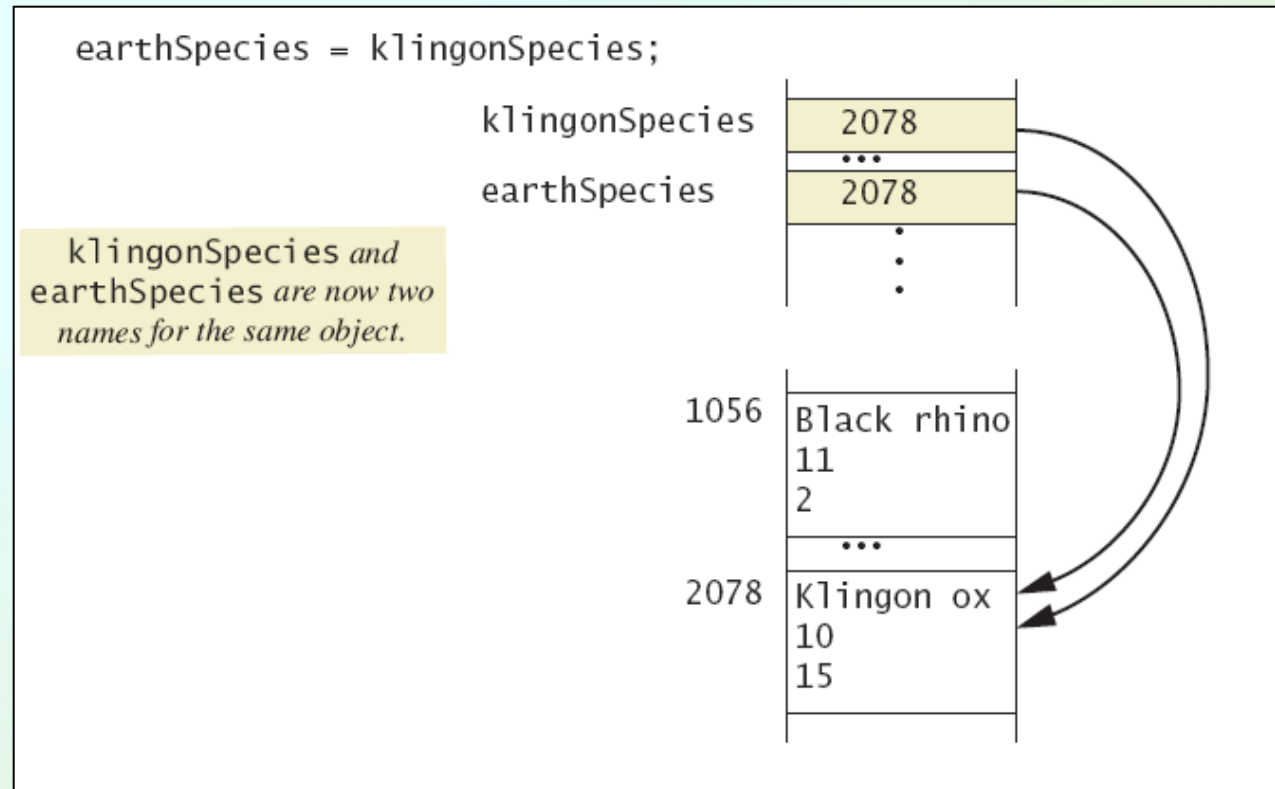 earthSpecies = klingonSpecies;
klingonSpecies 2078
•••
earthSpecies 2078
klingonSpecies and
earthSpecies are now two
names for the same object.
1056 Black rhino
11
2
•••
2078 Klingon ox
10
15